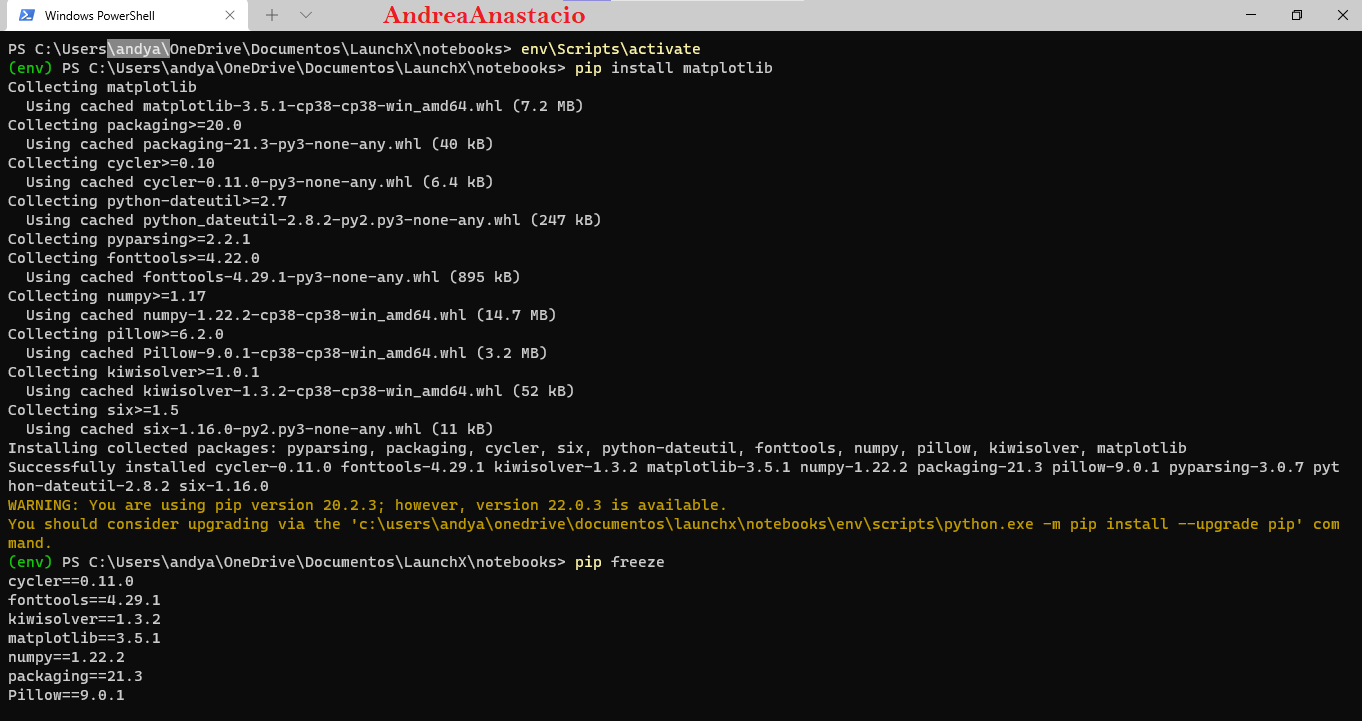 Windows PowerShell
AndreaAnastacio
PS C:\Users\andya\OneDrive\Documentos\LaunchX\notebooks> env\Scripts\activate
(env) PS C:\Users\andya\OneDrive\Documentos\LaunchX\notebooks> pip install matplotlib
Collecting matplotlib
  Using cached matplotlib-3.5.1-cp38-cp38-win_amd64.whl (7.2 MB)
Collecting packaging>=20.0
  Using cached packaging-21.3-py3-none-any.whl (40 kB)
Collecting cycler>=0.10
  Using cached cycler-0.11.0-py3-none-any.whl (6.4 kB)
Collecting python-dateutil>=2.7
  Using cached python_dateutil-2.8.2-py2.py3-none-any.whl (247 kB)
Collecting pyparsing>=2.2.1
Collecting fonttools>=4.22.0
  Using cached fonttools-4.29.1-py3-none-any.whl (895 kB)
Collecting numpy>=1.17
  Using cached numpy-1.22.2-cp38-cp38-win_amd64.whl (14.7 MB)
Collecting pillow>=6.2.0
  Using cached Pillow-9.0.1-cp38-cp38-win_amd64.whl (3.2 MB)
Collecting kiwisolver>=1.0.1
  Using cached kiwisolver-1.3.2-cp38-cp38-win_amd64.whl (52 kB)
Collecting six>=1.5
  Using cached six-1.16.0-py2.py3-none-any.whl (11 kB)
Installing collected packages: pyparsing, packaging, cycler, six, python-dateutil, fonttools, numpy, pillow, kiwisolver, matplotlib
Successfully installed cycler-0.11.0 fonttools-4.29.1 kiwisolver-1.3.2 matplotlib-3.5.1 numpy-1.22.2 packaging-21.3 pillow-9.0.1 pyparsing-3.0.7 pyt
hon-dateutil-2.8.2 six-1.16.0
WARNING: You are using pip version 20.2.3; however, version 22.0.3 is available.
You should consider upgrading via the 'c:\users\andya\onedrive\documentos\launchx\notebooks\env\scripts\python.exe -m pip install --upgrade pip' com
mand.
(env) PS C:\Users\andya\OneDrive\Documentos\LaunchX\notebooks> pip freeze
cycler==0.11.0
fonttools==4.29.1
kiwisolver==1.3.2
matplotlib==3.5.1
numpy==1.22.2
packaging==21.3
Pillow==9.0.1